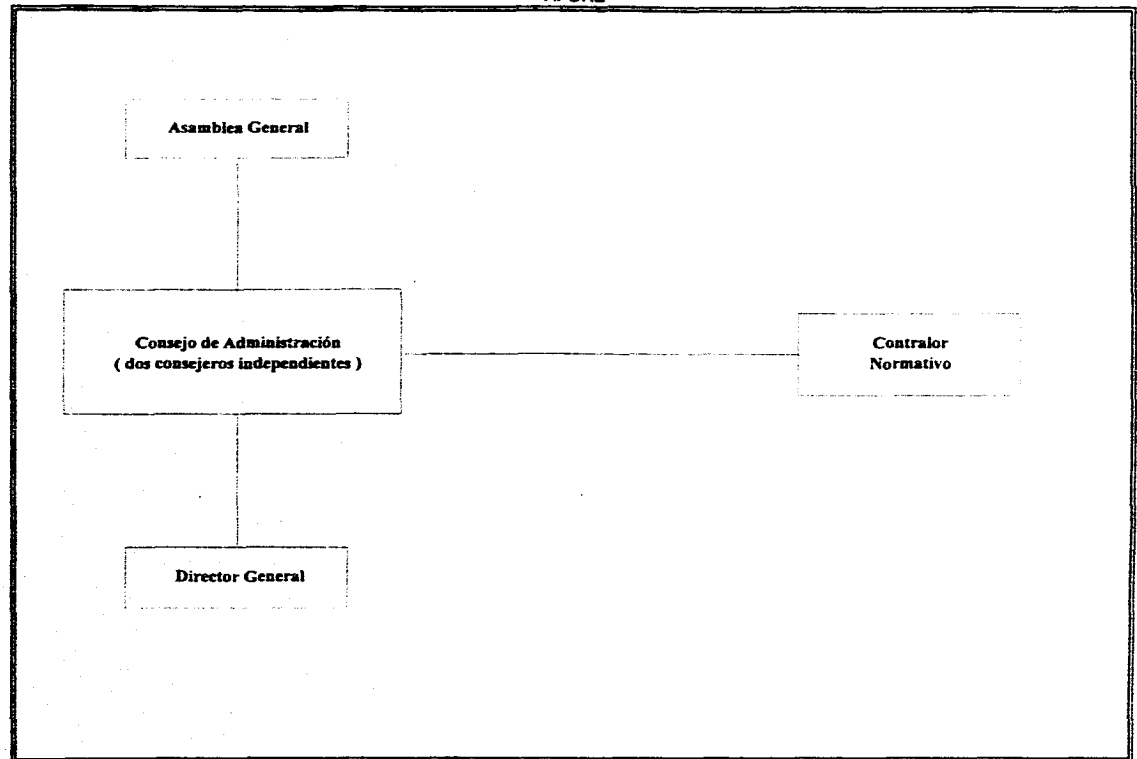 Asamblea General
Consejo de Administración
( dos consejeros independientes )
Contralor
Normativo
Director General